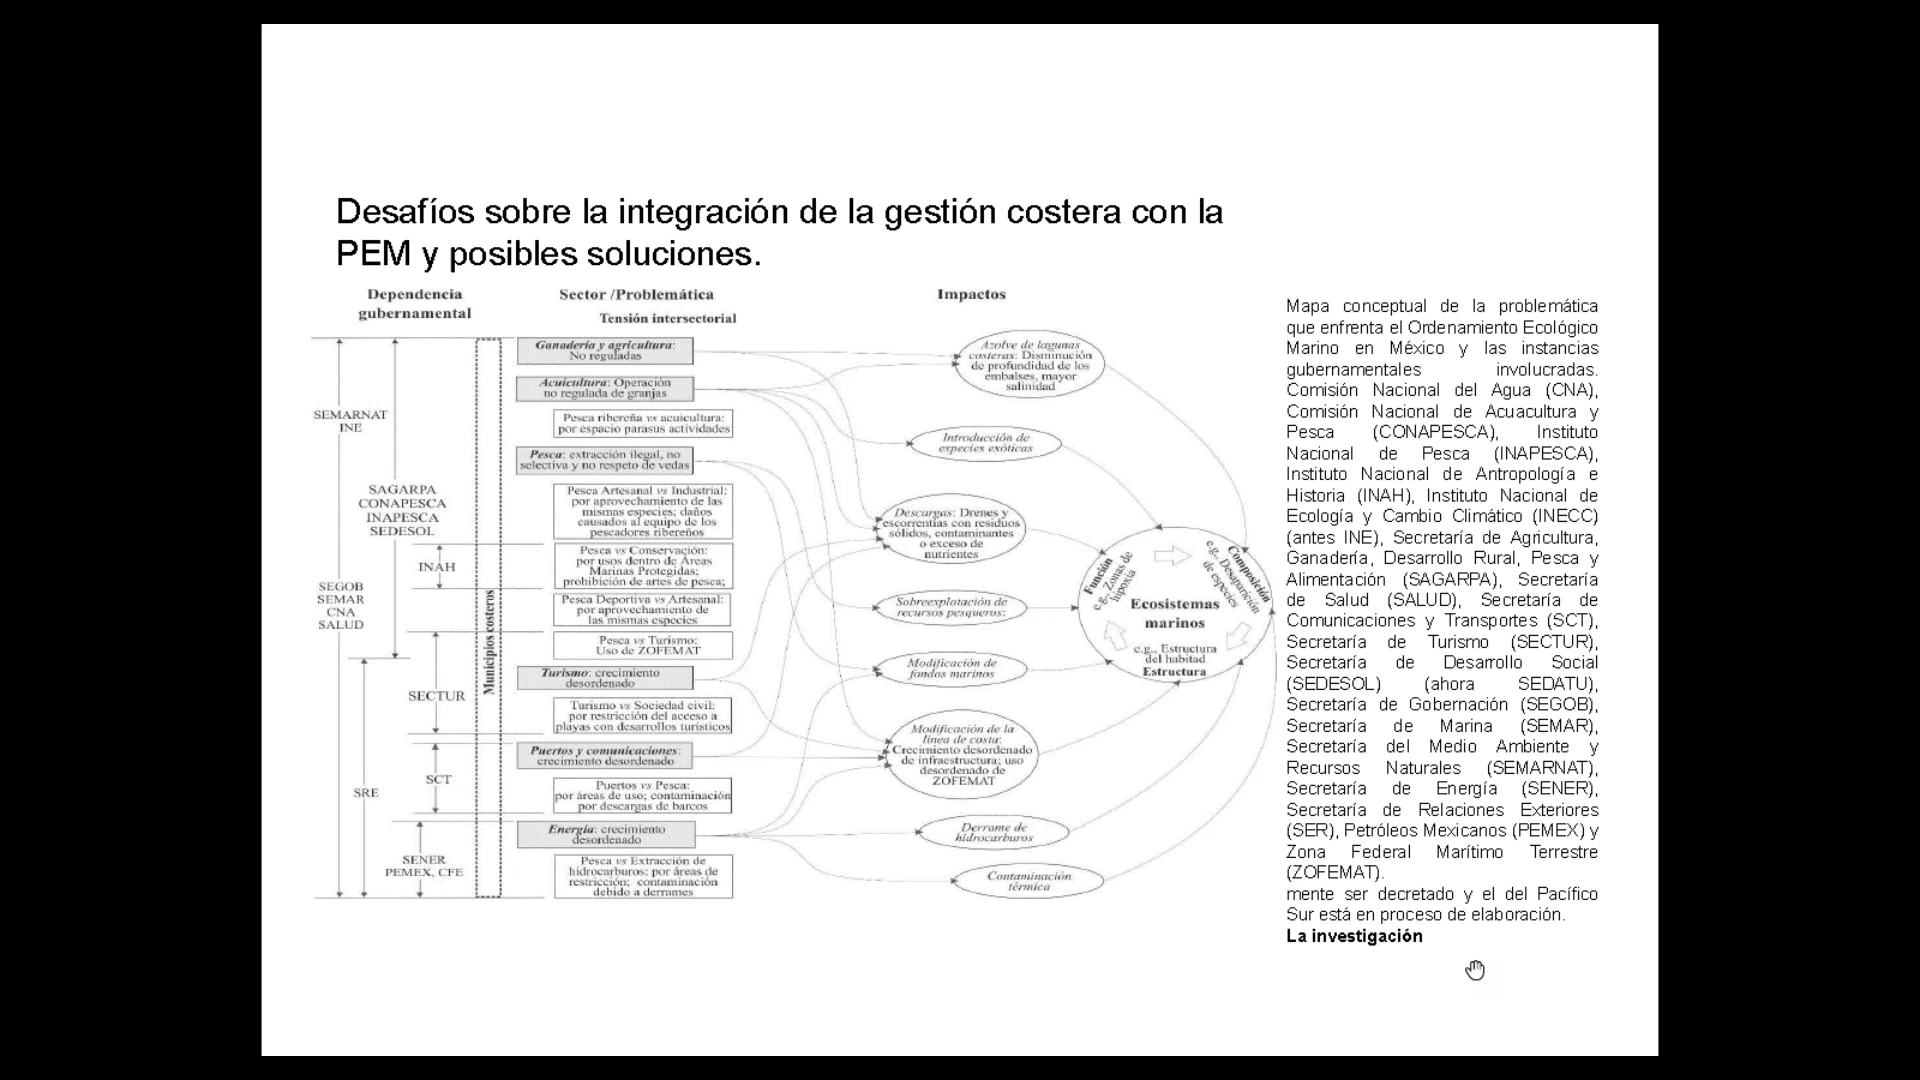 Desafíos sobre la integración de la gestión costera con la
PEM y posibles soluciones.
Dependencia
gubernamental
Sector /Problemática
Tensión intersectorial
Impactos
SEMARNAT
INE
SAGARPA
CONAPESCA
INAPESCA
SEDESOL
INAH
SEGOB
SEMAR
CNA
SALUD
SECTUR
SCT
SRE
SENER
PEMEX, CFE
Municipios costeros
Ganadería y agricultura:
No reguladas
Acuicultura: Operación
no regulada de granjas
Pesca ribereña vs acuicultura:
por espacio parasus actividades
Pesca: extracción ilegal, no
selectiva y no respeto de vedas
Pesca Artesanal vs Industrial:
por aprovechamiento de las
mismas especies; daños
causados al equipo de los
pescadores ribereños
Pesca vs Conservación:
por usos dentro de Áreas
Marinas Protegidas;
prohibición de artes de pesca;
Pesca Deportiva vs Artesanal:
por aprovechamiento de
las mismas especies
Pesca vs Turismo:
Uso de ZOFEMAT
Turismo: crecimiento
desordenado
Turismo vs Sociedad civil:
por restricción del acceso a
playas con desarrollos turísticos
Puertos y comunicaciones:
crecimiento desordenado
Puertos vs Pesca:
por áreas de uso; contaminación
por descargas de barcos
Energía: crecimiento
desordenado
Pesca vs Extracción de
hidrocarburos: por áreas de
restricción; contaminación
debido a derrames
Azolve de lagunas
costeras: Disminución
de profundidad de los
embalses, mayor
salinidad
Introducción de
especies exóticas
Descargas: Drenes y
escorrentías con residuos
sólidos, contaminantes
o exceso de
nutrientes
Sobreexplotación de
recursos pesqueros:
Modificación de
fondos marinos
Modificación de la
línea de costa:
Crecimiento desordenado
de infraestructura; uso
desordenado de
ZOFEMAT
Derrame de
hidrocarburos
Contaminación
térmica
Función
e.g., Zonas de
hipoxia
Composición
e.g., Desaparición
de especies
Ecosistemas
marinos
e.g., Estructura
del habitad
Estructura
Mapa conceptual de la problemática
que enfrenta el Ordenamiento Ecológico
Marino en México y las instancias
gubernamentales involucradas.
Comisión Nacional del Agua (CNA),
Comisión Nacional de Acuacultura y
Pesca (CONAPESCA), Instituto
Nacional de Pesca (INAPESCA),
Instituto Nacional de Antropología e
Historia (INAH), Instituto Nacional de
Ecología y Cambio Climático (INECC)
(antes INE), Secretaría de Agricultura,
Ganadería, Desarrollo Rural, Pesca y
Alimentación (SAGARPA), Secretaría
de Salud (SALUD), Secretaría de
Comunicaciones y Transportes (SCT),
Secretaría de Turismo (SECTUR),
Secretaría de Desarrollo Social
(SEDESOL) (ahora SEDATU),
Secretaría de Gobernación (SEGOB),
Secretaría de Marina (SEMAR),
Secretaría del Medio Ambiente y
Recursos Naturales (SEMARNAT),
Secretaría de Energía (SENER),
Secretaría de Relaciones Exteriores
(SER), Petróleos Mexicanos (PEMEX) y
Zona Federal Marítimo Terrestre
(ZOFEMAT).
mente ser decretado y el del Pacífico
Sur está en proceso de elaboración.
La investigación